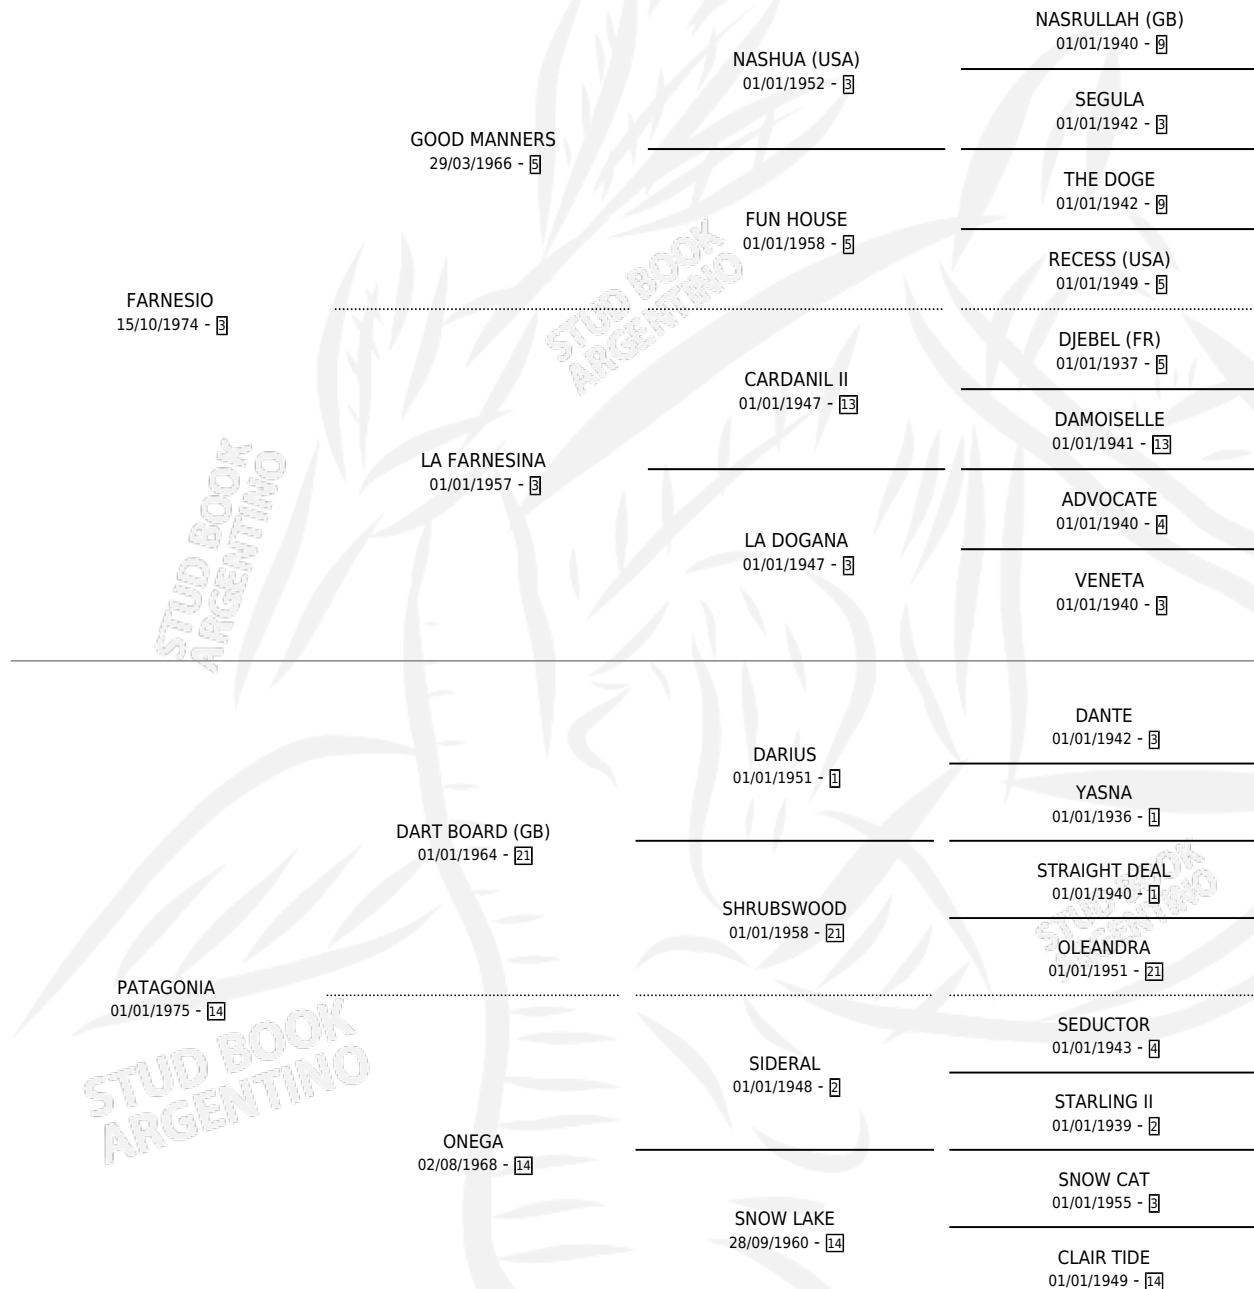 NASRULLAH (GB)
01/01/1940 - 9
NASHUA (USA)
01/01/1952 - 3
SEGULA
01/01/1942 - 3
GOOD MANNERS
29/03/1966 - 5
THE DOGE
01/01/1942 - 9
FUN HOUSE
01/01/1958 - 5
RECESS (USA)
01/01/1949 - 5
FARNESIO
15/10/1974 - 3
DJEBEL (FR)
01/01/1937 - 5
CARDANIL II
01/01/1947 - 13
DAMOISELLE
01/01/1941 - 13
LA FARNESINA
01/01/1957 - 3
ADVOCATE
01/01/1940 - 4
LA DOGANA
01/01/1947 - 3
VENETA
01/01/1940 - 3
DANTE
01/01/1942 - 3
DARIUS
01/01/1951 - 1
YASNA
01/01/1936 - 1
DART BOARD (GB)
01/01/1964 - 21
STRAIGHT DEAL
01/01/1940 - 1
SHRUBSWOOD
01/01/1958 - 21
OLEANDRA
01/01/1951 - 21
PATAGONIA
01/01/1975 - 14
SEDUCTOR
01/01/1943 - 4
SIDERAL
01/01/1948 - 2
STARLING II
01/01/1939 - 2
ONEGA
02/08/1968 - 14
SNOW CAT
01/01/1955 - 3
SNOW LAKE
28/09/1960 - 14
CLAIR TIDE
01/01/1949 - 14
STUD BOOK
ARGENTINO
STUD BOOK
ARGENTINO
STUD BOOK
ARGENTINO
STUD BOOK
ARGENTINO